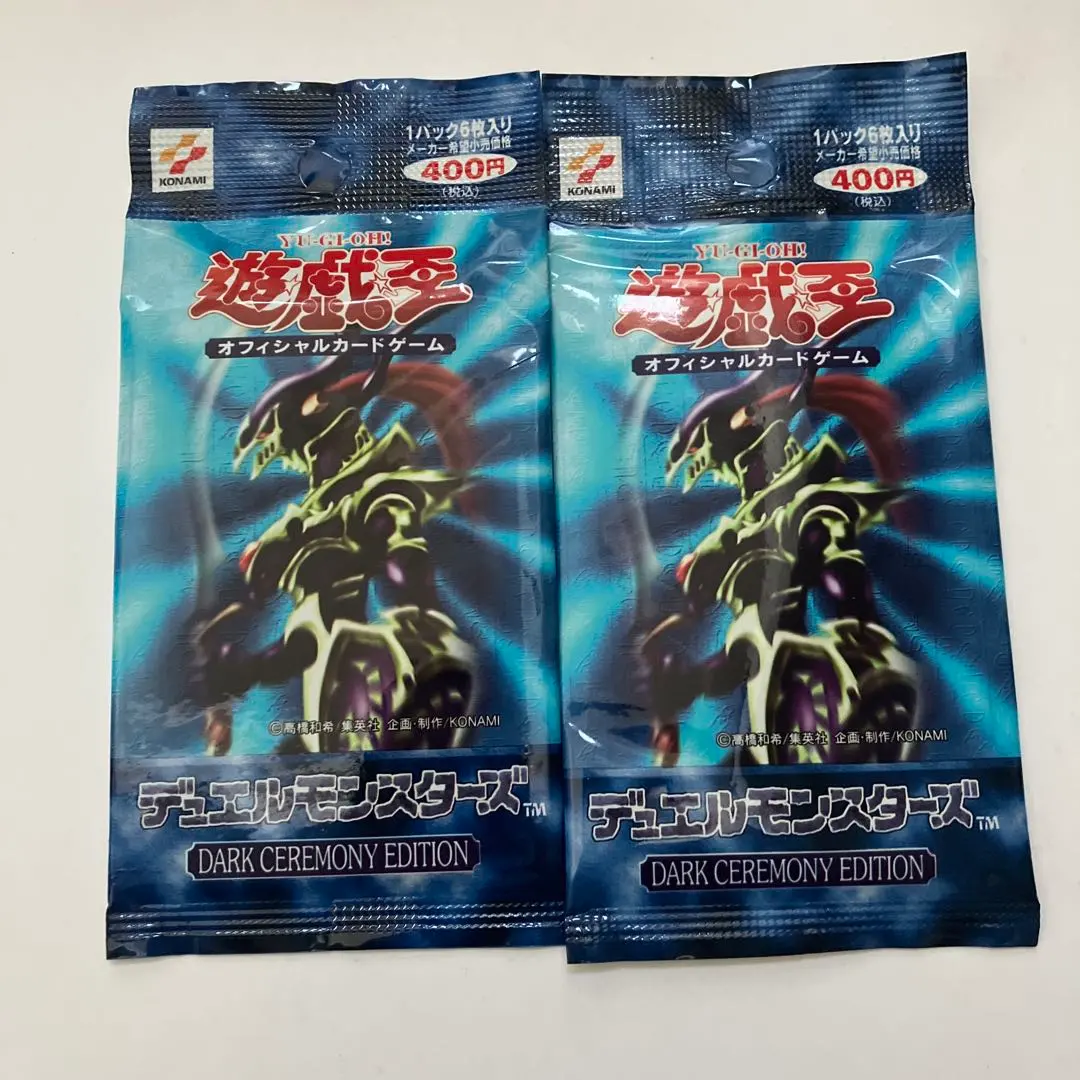 KONAMI
1パック6枚入り
メーカー希望小売価格
400円
(税込)
YU-GI-OH!
遊☆戯☆王
オフィシャルカードゲーム
©高橋和希/集英社 企画・制作/KONAMI
デュエルモンスターズ™
DARK CEREMONY EDITION
KONAMI
1パック6枚入り
メーカー希望小売価格
400円
(税込)
YU-GI-OH!
遊☆戯☆王
オフィシャルカードゲーム
©高橋和希/集英社 企画・制作/KONAMI
デュエルモンスターズ™
DARK CEREMONY EDITION